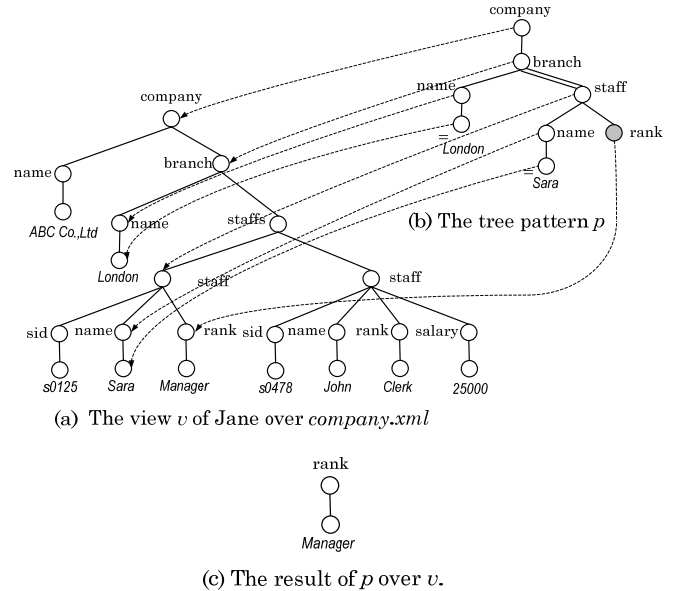 company
branch
name
staff
= London
name
rank
= Sara
(b) The tree pattern p
company
name
branch
ABC Co.,Ltd
name
staffs
London
staff
staff
sid
name
rank
sid
name
rank
salary
s0125
Sara
Manager
s0478
John
Clerk
25000
(a) The view v of Jane over company.xml
rank
Manager
(c) The result of p over v.